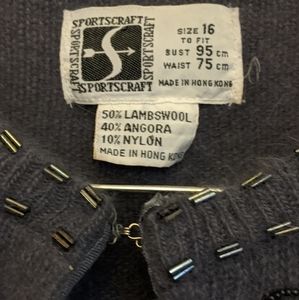 SPORTSCRAFT
SPORTSCRAFT
SPORTSCRAFT
SPORTSCRAFT
SIZE 16
TO FIT
BUST 95 cm
WAIST 75 cm
MADE IN HONG KONG
50% LAMBSWOOL
40% ANGORA
10% NYLON
MADE IN HONG KONG